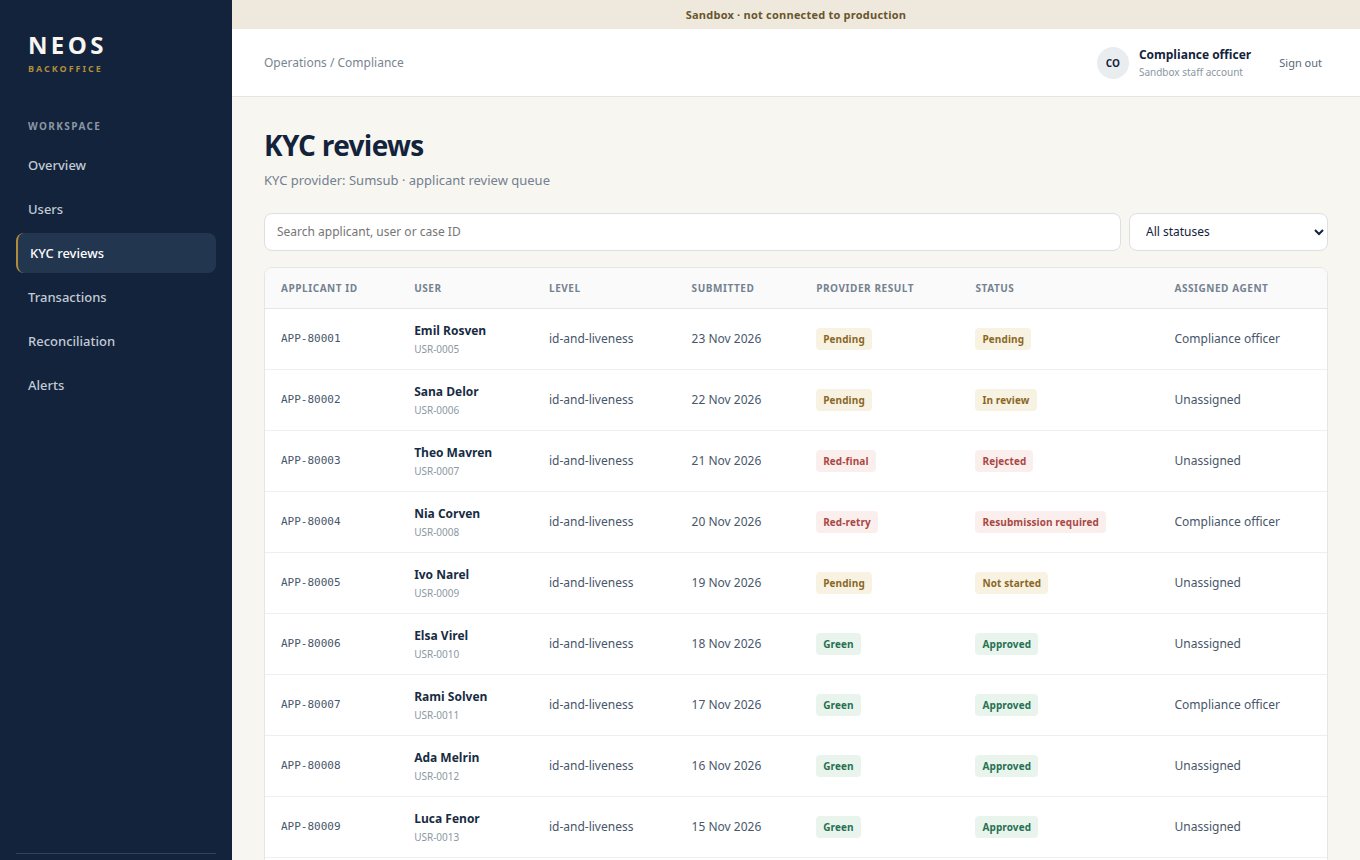 Sandbox · not connected to production
NEOS
BACKOFFICE
WORKSPACE
Overview
Users
KYC reviews
Transactions
Reconciliation
Alerts
Operations / Compliance
CO
Compliance officer
Sandbox staff account
Sign out
KYC reviews
KYC provider: Sumsub · applicant review queue
Search applicant, user or case ID
All statuses
APPLICANT ID USER LEVEL SUBMITTED PROVIDER RESULT STATUS ASSIGNED AGENT
APP-80001 Emil Rosven id-and-liveness 23 Nov 2026 Pending Pending Compliance officer
USR-0005
APP-80002 Sana Delor id-and-liveness 22 Nov 2026 Pending In review Unassigned
USR-0006
APP-80003 Theo Mavren id-and-liveness 21 Nov 2026 Red-final Rejected Unassigned
USR-0007
APP-80004 Nia Corven id-and-liveness 20 Nov 2026 Red-retry Resubmission required Compliance officer
USR-0008
APP-80005 Ivo Narel id-and-liveness 19 Nov 2026 Pending Not started Unassigned
USR-0009
APP-80006 Elsa Virel id-and-liveness 18 Nov 2026 Green Approved Unassigned
USR-0010
APP-80007 Rami Solven id-and-liveness 17 Nov 2026 Green Approved Compliance officer
USR-0011
APP-80008 Ada Melrin id-and-liveness 16 Nov 2026 Green Approved Unassigned
USR-0012
APP-80009 Luca Fenor id-and-liveness 15 Nov 2026 Green Approved Unassigned
USR-0013